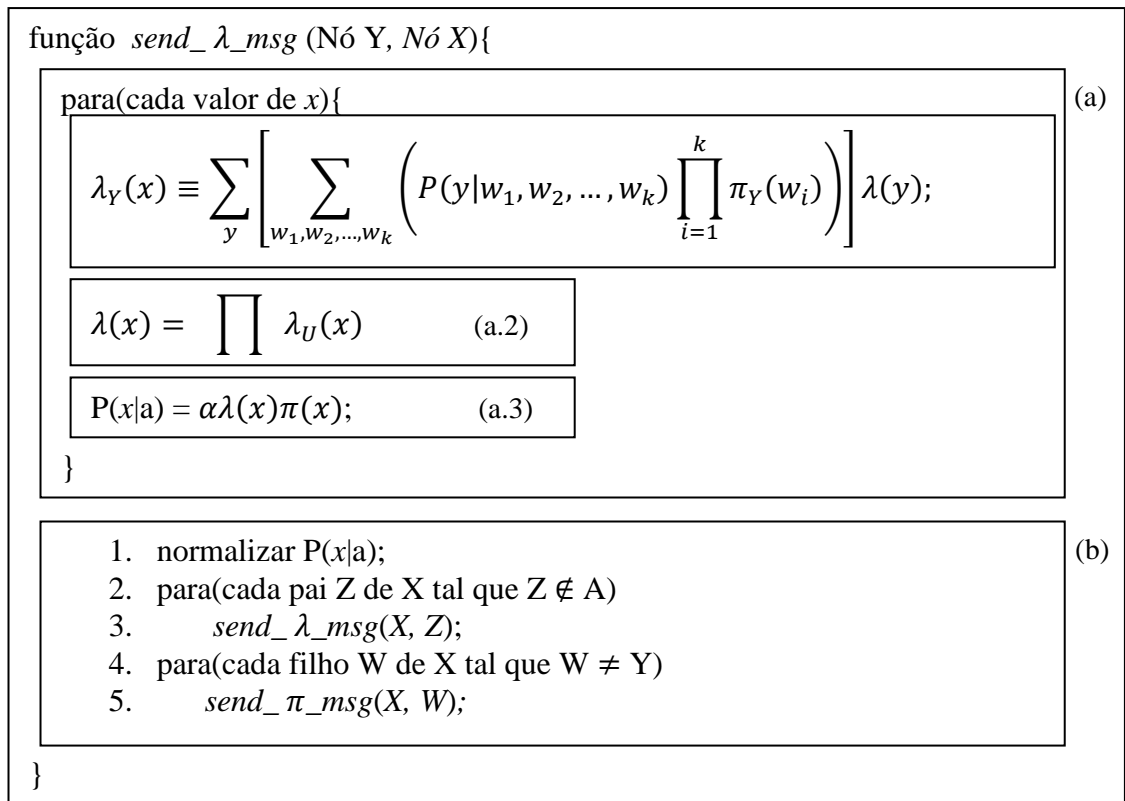 função send_ λ_msg (Nó Y, Nó X){
para(cada valor de x){
(a)
λ_Y(x) ≡ ∑_y [∑_{w_1,w_2,…,w_k} (P(y|w_1, w_2, … , w_k) ∏_{i=1}^{k} π_Y(w_i))] λ(y);
λ(x) = ∏ λ_U(x) (a.2)
P(x|a) = αλ(x)π(x); (a.3)
}
(b)
1. normalizar P(x|a);
2. para(cada pai Z de X tal que Z ∉ A)
3. send_ λ_msg(X, Z);
4. para(cada filho W de X tal que W ≠ Y)
5. send_ π_msg(X, W);
}